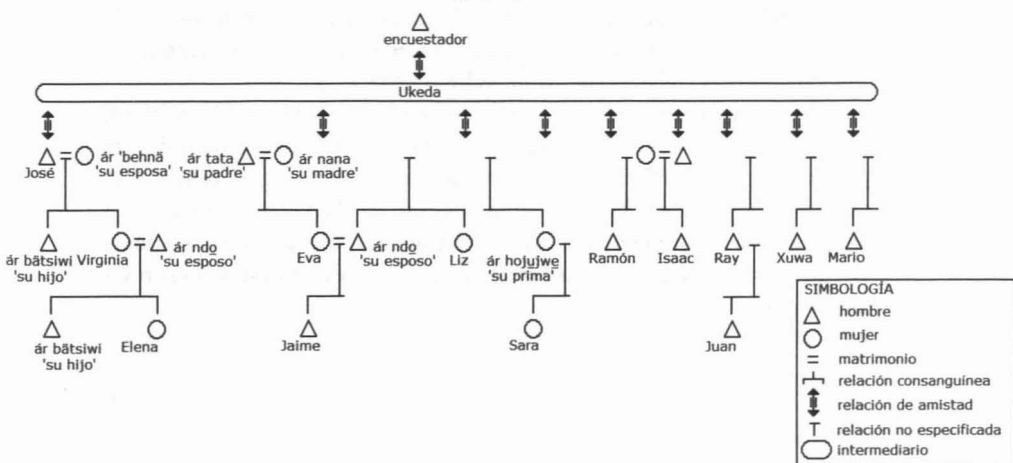 encuestador
Ukeda
José
ár 'behnä
'su esposa'
ár tata
'su padre'
ár nana
'su madre'
ár bätsiwi
'su hijo'
Virginia
ár ndo̲
'su esposo'
Eva
ár ndo̲
'su esposo'
Liz
ár hoju̲jwe̲
'su prima'
Ramón
Isaac
Ray
Xuwa
Mario
ár bätsiwi
'su hijo'
Elena
Jaime
Sara
Juan
SIMBOLOGÍA
hombre
mujer
matrimonio
relación consanguínea
relación de amistad
relación no especificada
intermediario